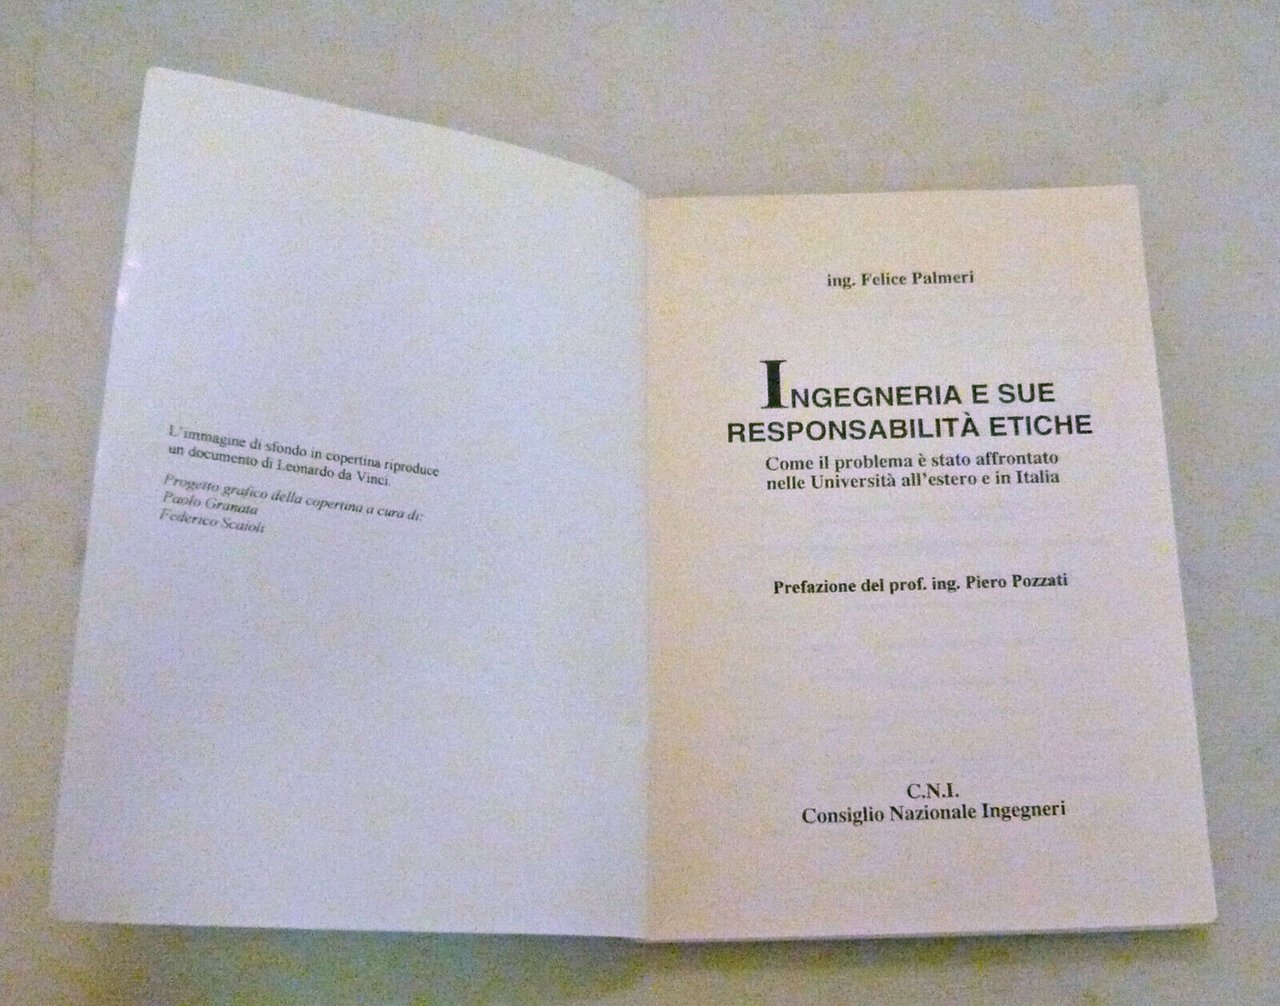 L'immagine di sfondo in copertina riproduce
un documento di Leonardo da Vinci.
Progetto grafico della copertina a cura di:
Paolo Granata
Federico Scaioli
ing. Felice Palmeri
INGEGNERIA E SUE
RESPONSABILITÀ ETICHE
Come il problema è stato affrontato
nelle Università all'estero e in Italia
Prefazione del prof. ing. Piero Pozzati
C.N.I.
Consiglio Nazionale Ingegneri